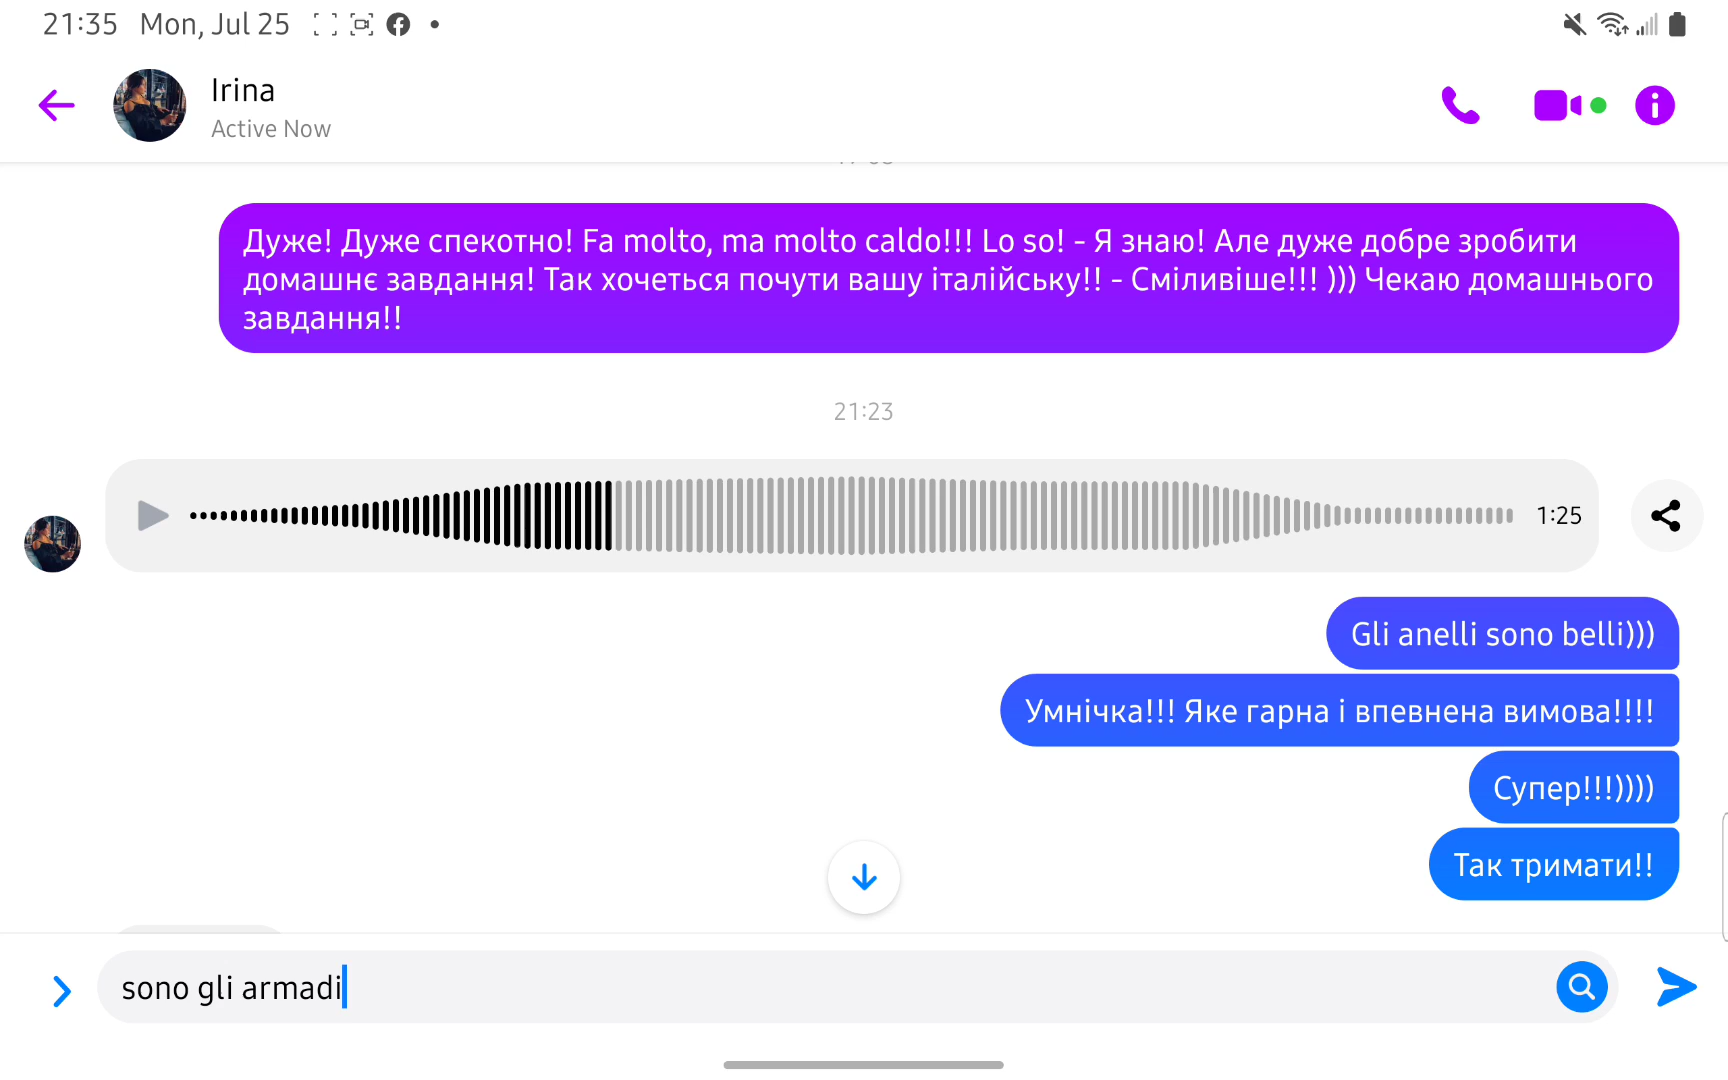 21:35 Mon, Jul 25
Irina
Active Now
Дуже! Дуже спекотно! Fa molto, ma molto caldo!!! Lo so! - Я знаю! Але дуже добре зробити
домашнє завдання! Так хочеться почути вашу італійську!! - Сміливіше!!! ))) Чекаю домашнього
завдання!!
21:23
1:25
Gli anelli sono belli)))
Умнічка!!! Яке гарна і впевнена вимова!!!!
Супер!!!))))
Так тримати!!
sono gli armadi